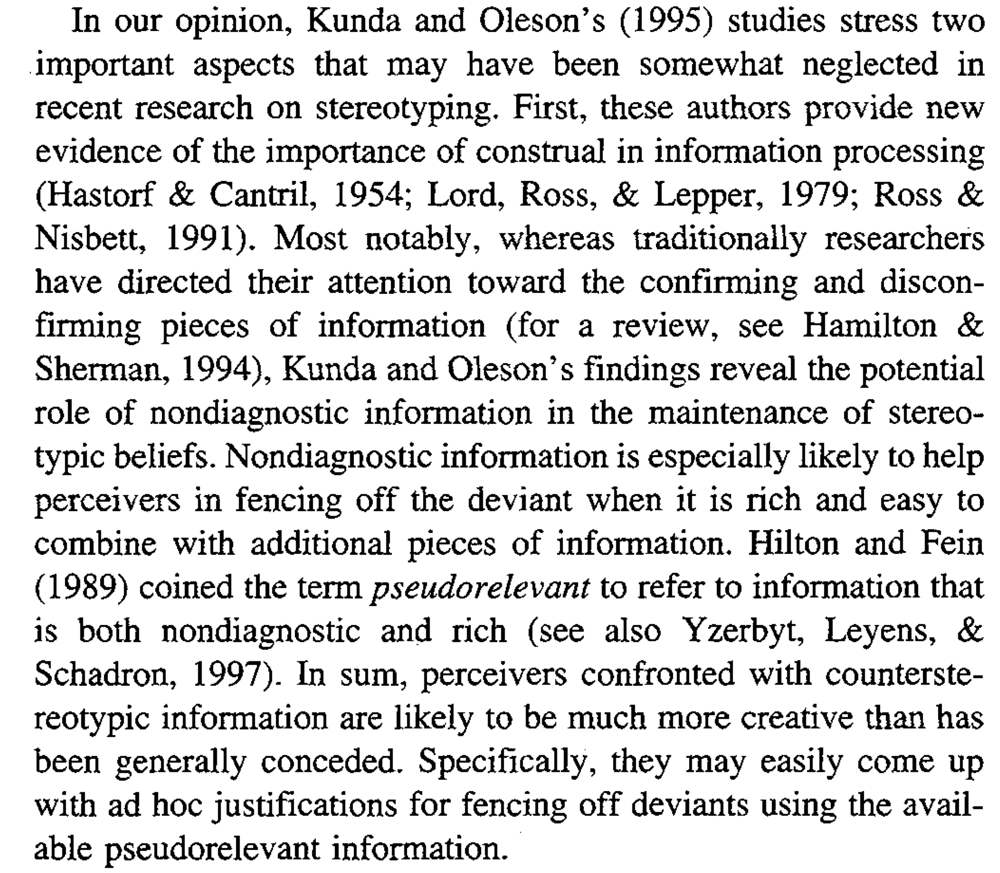 In our opinion, Kunda and Oleson's (1995) studies stress two
important aspects that may have been somewhat neglected in
recent research on stereotyping. First, these authors provide new
evidence of the importance of construal in information processing
(Hastorf & Cantril, 1954; Lord, Ross, & Lepper, 1979; Ross &
Nisbett, 1991). Most notably, whereas traditionally researchers
have directed their attention toward the confirming and discon-
firming pieces of information (for a review, see Hamilton &
Sherman, 1994), Kunda and Oleson's findings reveal the potential
role of nondiagnostic information in the maintenance of stereo-
typic beliefs. Nondiagnostic information is especially likely to help
perceivers in fencing off the deviant when it is rich and easy to
combine with additional pieces of information. Hilton and Fein
(1989) coined the term pseudorelevant to refer to information that
is both nondiagnostic and rich (see also Yzerbyt, Leyens, &
Schadron, 1997). In sum, perceivers confronted with counterste-
reotypic information are likely to be much more creative than has
been generally conceded. Specifically, they may easily come up
with ad hoc justifications for fencing off deviants using the avail-
able pseudorelevant information.